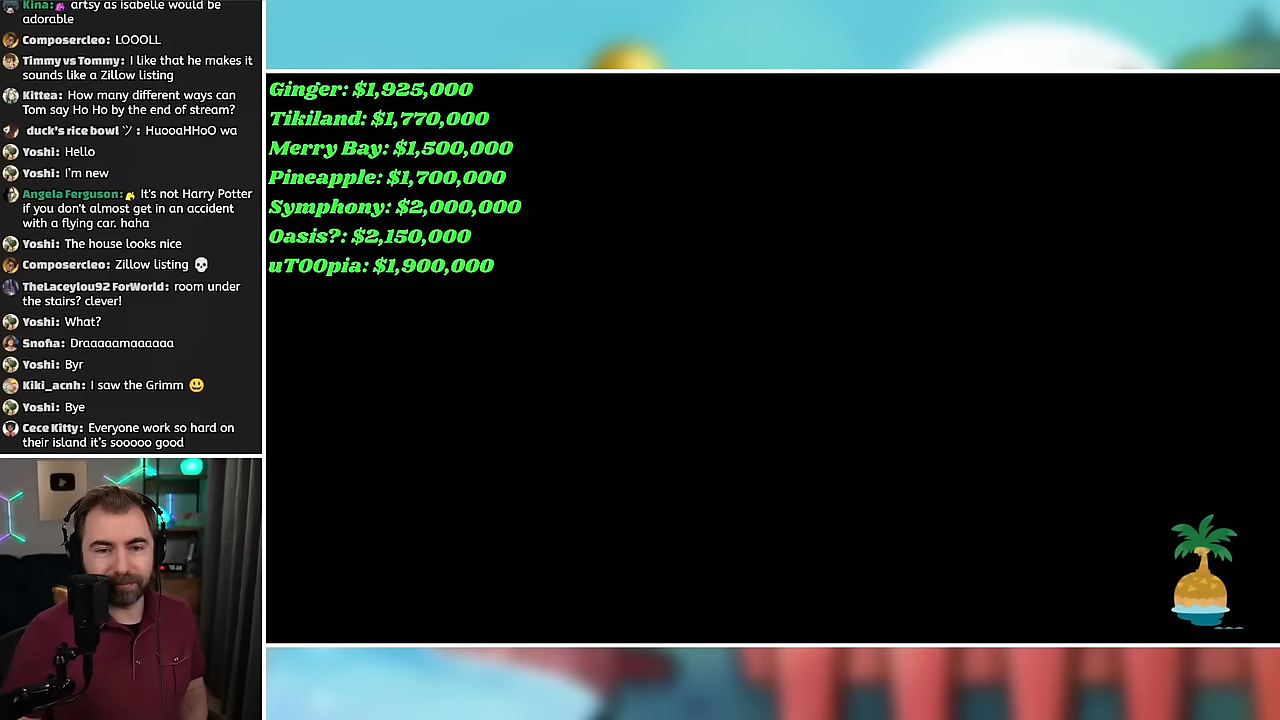 Kina: artsy as isabelle would be
adorable
Composercleo: LOOOLL
Timmy vs Tommy: I like that he makes it
sounds like a Zillow listing
Kittea: How many different ways can
Tom say Ho Ho by the end of stream?
duck's rice bowl ツ : HuooaHHoO wa
Yoshi: Hello
Yoshi: I'm new
Angela Ferguson: It's not Harry Potter
if you don't almost get in an accident
with a flying car. haha
Yoshi: The house looks nice
Composercleo: Zillow listing 💀
TheLaceylou92 ForWorld: room under
the stairs? clever!
Yoshi: What?
Snofia: Draaaaamaaaaaa
Yoshi: Byr
Kiki_acnh: I saw the Grimm 😃
Yoshi: Bye
Cece Kitty: Everyone work so hard on
their island it's sooooo good
Ginger: $1,925,000
Tikiland: $1,770,000
Merry Bay: $1,500,000
Pineapple: $1,700,000
Symphony: $2,000,000
Oasis?: $2,150,000
uTOOpia: $1,900,000